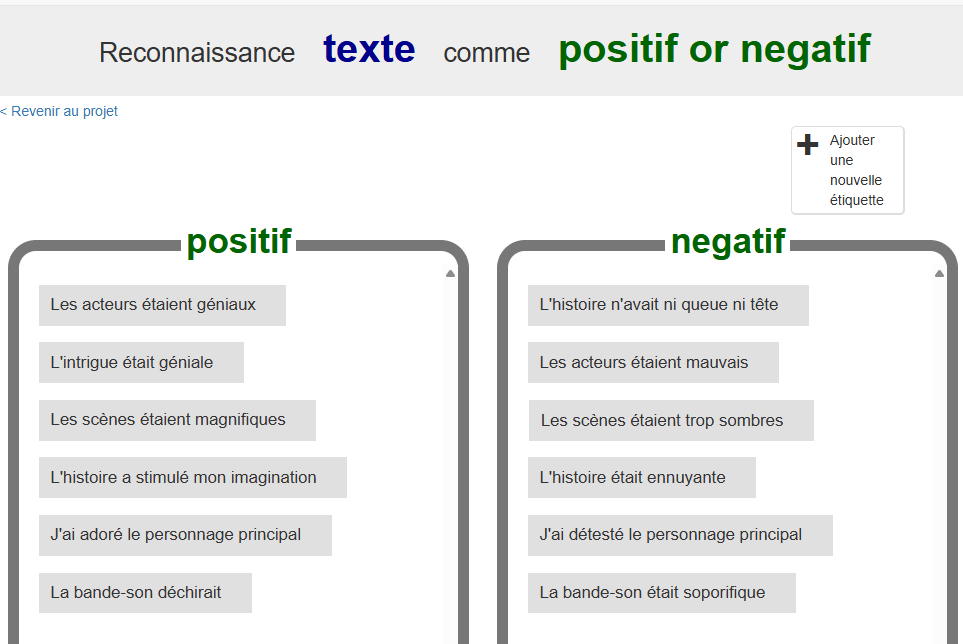 Reconnaissance texte comme positif or negatif
< Revenir au projet
Ajouter
une
nouvelle
étiquette
positif
Les acteurs étaient géniaux
L'intrigue était géniale
Les scènes étaient magnifiques
L'histoire a stimulé mon imagination
J'ai adoré le personnage principal
La bande-son déchirait
negatif
L'histoire n'avait ni queue ni tête
Les acteurs étaient mauvais
Les scènes étaient trop sombres
L'histoire était ennuyante
J'ai détesté le personnage principal
La bande-son était soporifique